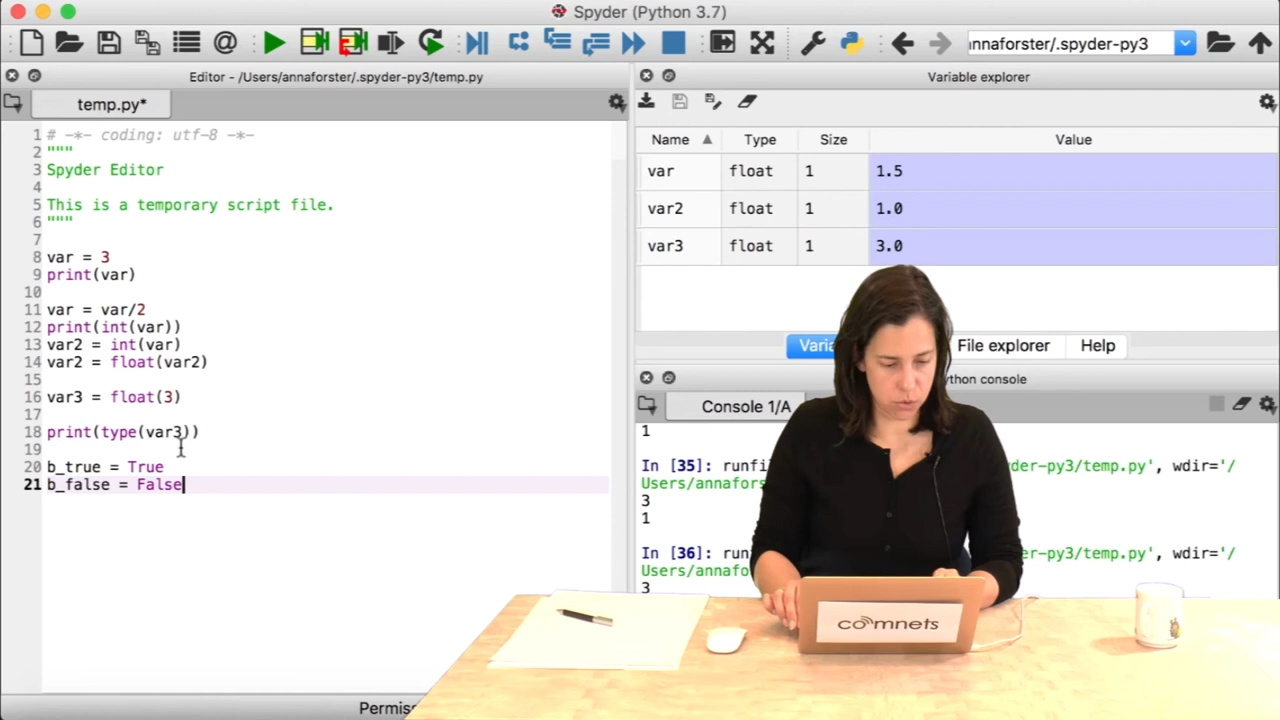 Spyder (Python 3.7)
annaforster/.spyder-py3
Editor - /Users/annaforster/.spyder-py3/temp.py
temp.py*
1 # -*- coding: utf-8 -*-
2 """
3 Spyder Editor
4
5 This is a temporary script file.
6 """
7
8 var = 3
9 print(var)
10
11 var = var/2
12 print(int(var))
13 var2 = int(var)
14 var2 = float(var2)
15
16 var3 = float(3)
17
18 print(type(var3))
19
20 b_true = True
21 b_false = False
Variable explorer
Name Type Size Value
var float 1 1.5
var2 float 1 1.0
var3 float 1 3.0
File explorer Help
ython console
Console 1/A
1
In [35]: runfi der-py3/temp.py', wdir='/
Users/annafors
3
1
In [36]: run er-py3/temp.py', wdir='/
Users/annafo
3
comnets
Permis